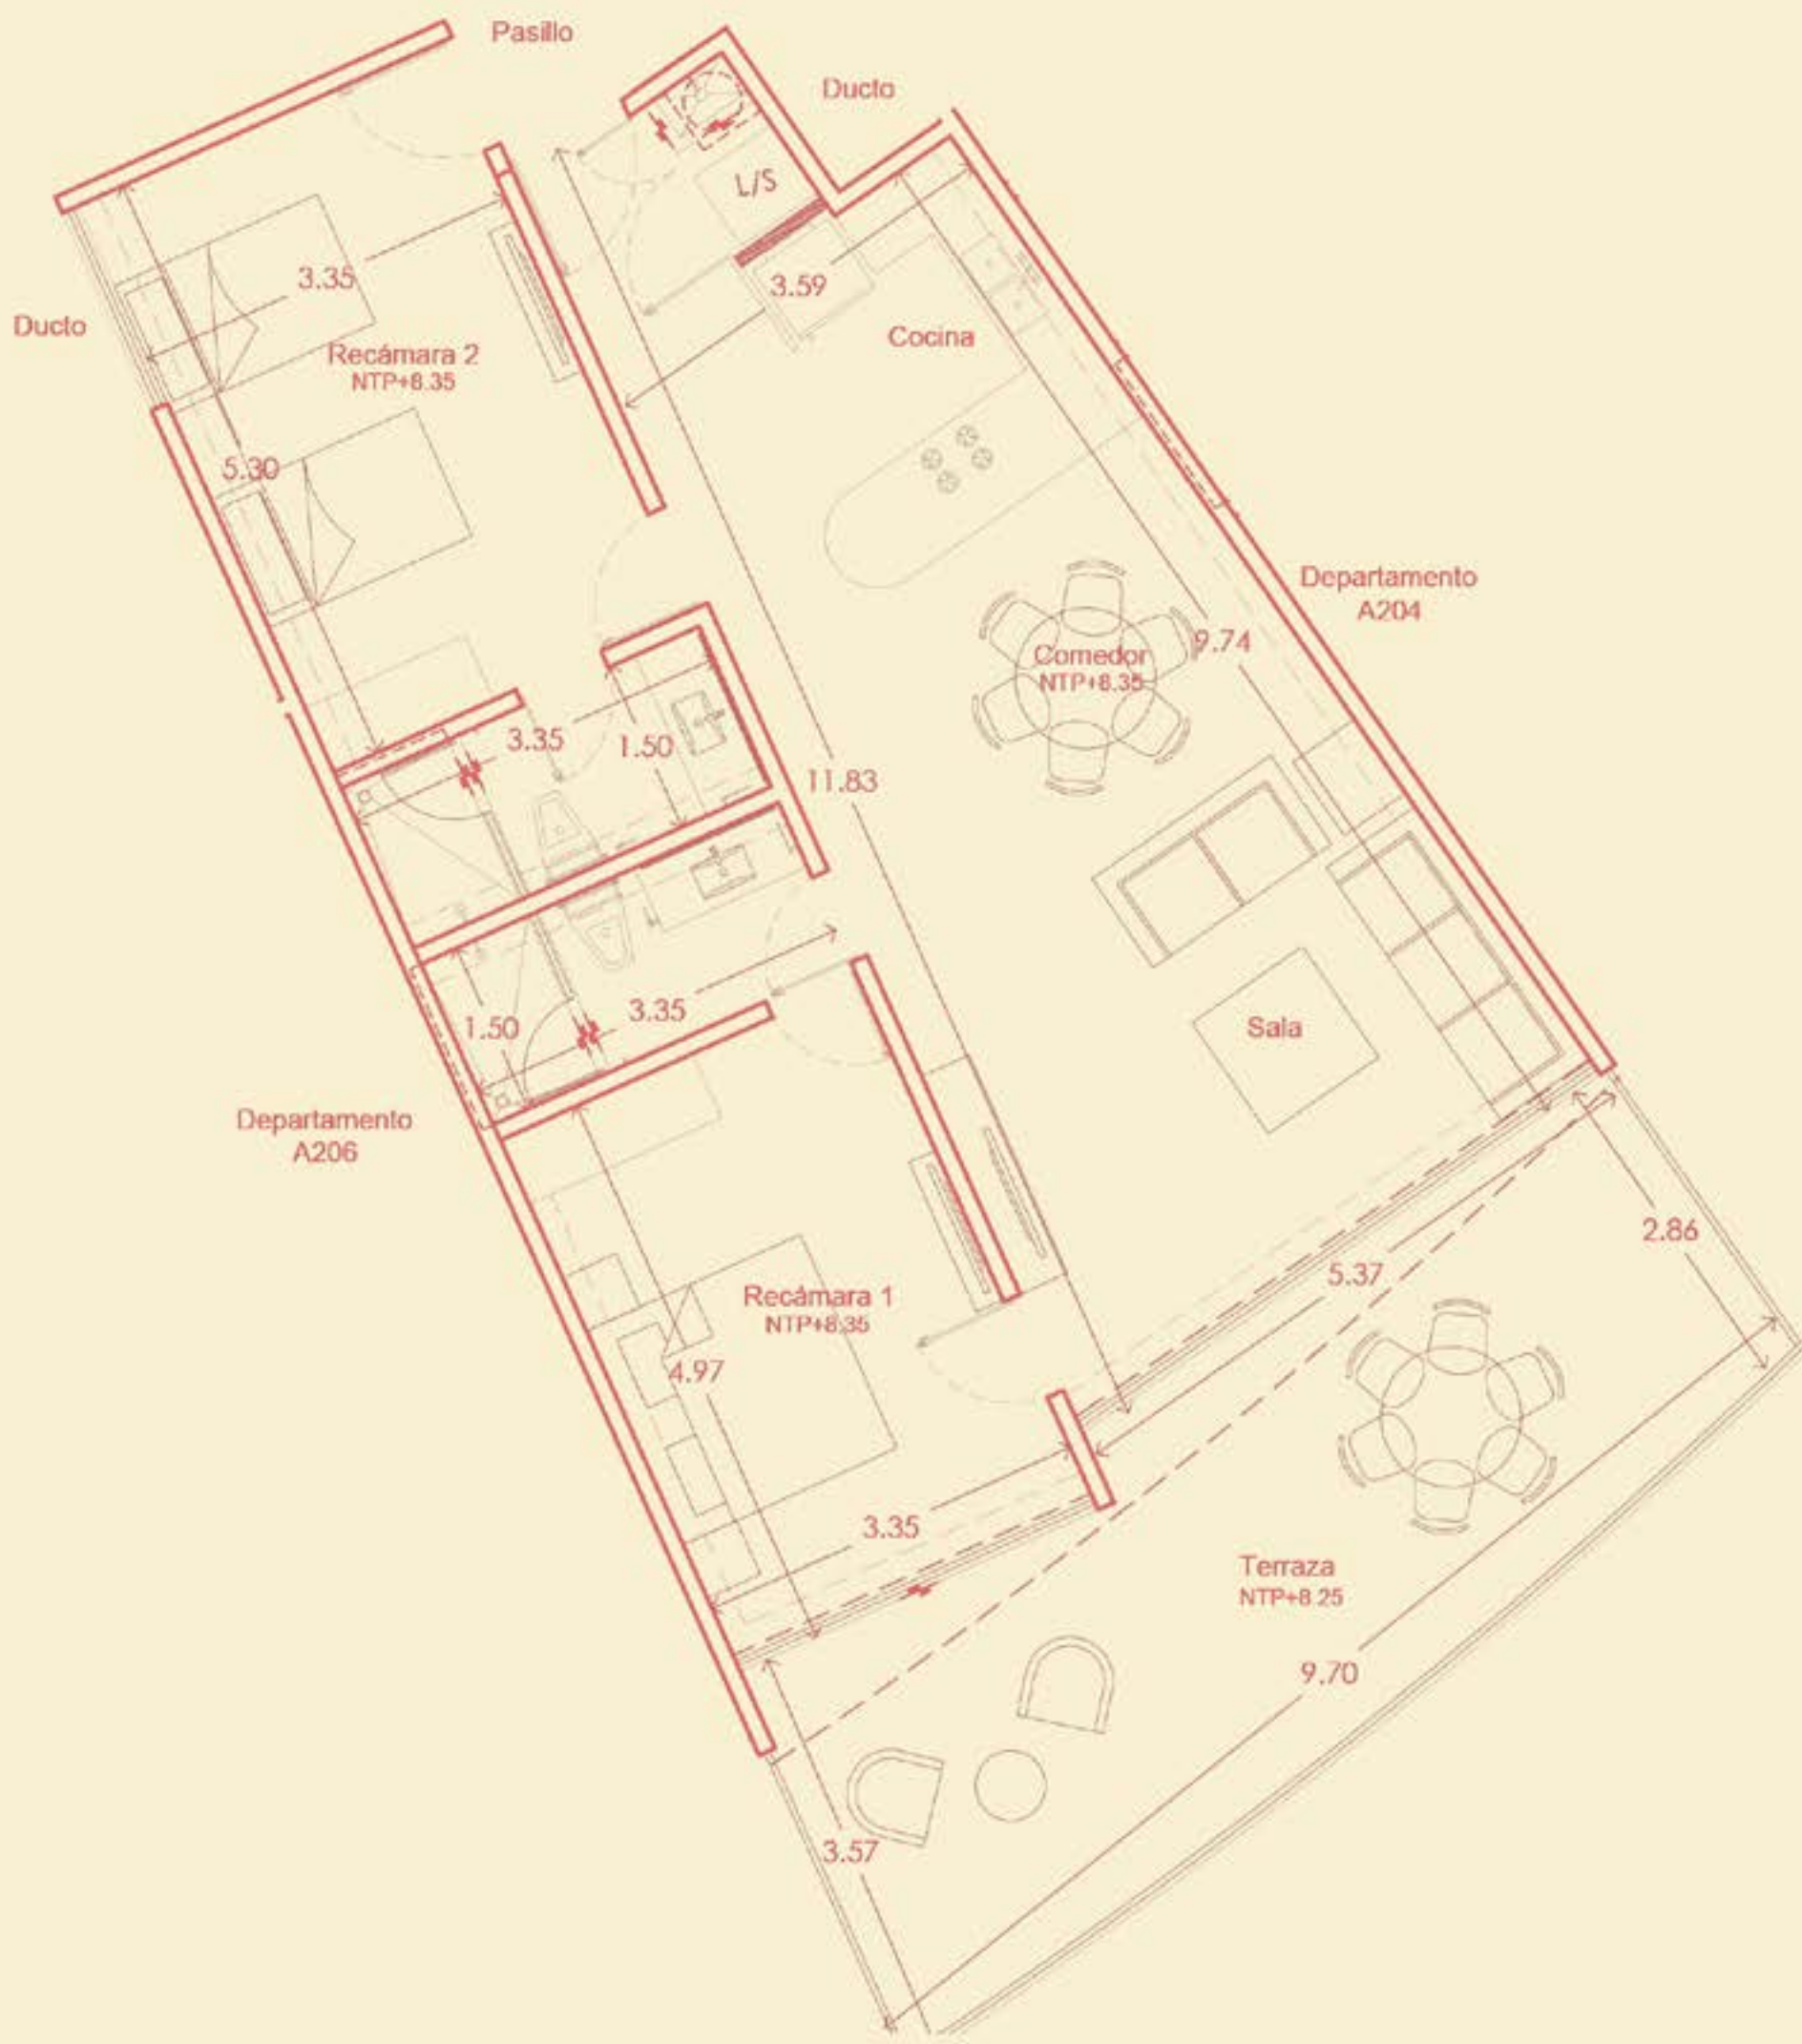 Pasillo
Ducto
L/S
3.35
3.59
Ducto
Cocina
Recámara 2
NTP+8.35
5.30
Departamento
A204
9.74
Comedor
NTP+8.35
3.35
1.50
11.83
3.35
1.50
Sala
Departamento
A206
2.86
5.37
Recámara 1
NTP+8.35
4.97
3.35
Terraza
NTP+8.25
9.70
3.57